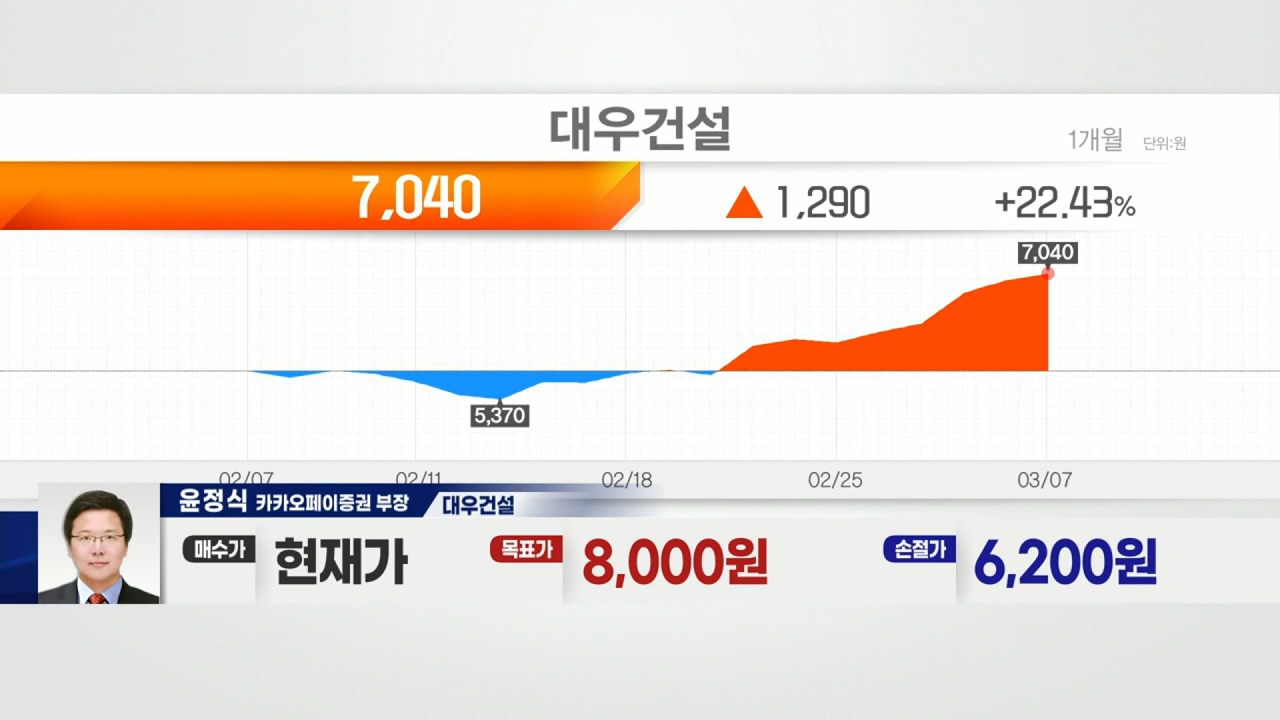 대우건설
1개월 단위:원
7,040 ▲ 1,290 +22.43%
7,040
5,370
02/07 02/11 02/18 02/25 03/07
윤정식 카카오페이증권 부장 대우건설
매수가 현재가 목표가 8,000원 손절가 6,200원